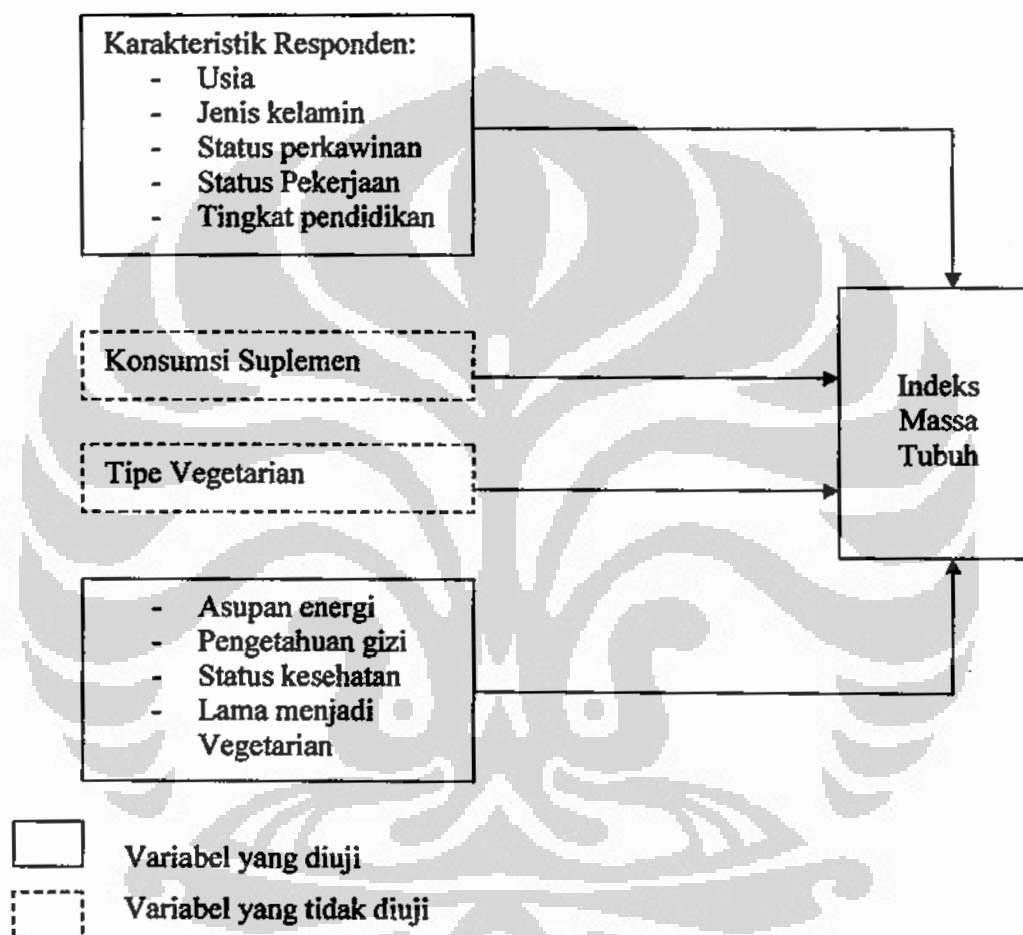 Karakteristik Responden:
- Usia
- Jenis kelamin
- Status perkawinan
- Status Pekerjaan
- Tingkat pendidikan
Konsumsi Suplemen
Tipe Vegetarian
Indeks
Massa
Tubuh
- Asupan energi
- Pengetahuan gizi
- Status kesehatan
- Lama menjadi
Vegetarian
Variabel yang diuji
Variabel yang tidak diuji